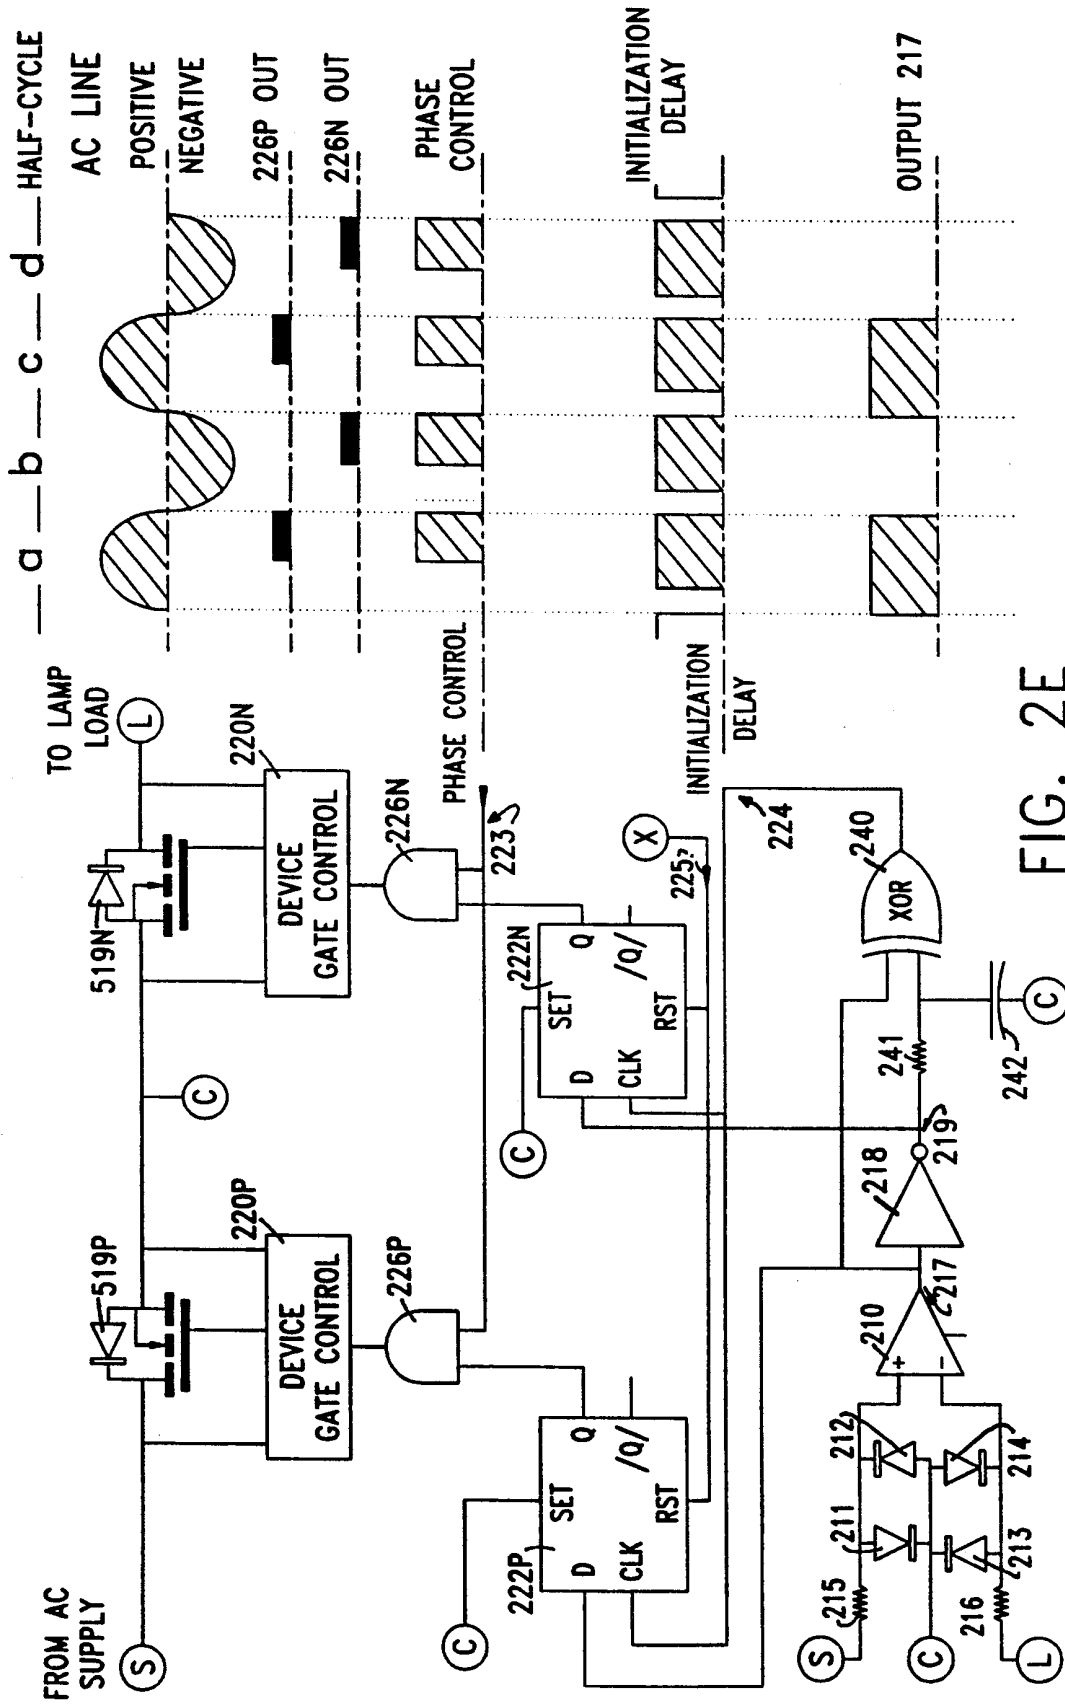 FROM AC
SUPPLY
S
519P
C
519N
TO LAMP
LOAD
L
220P
DEVICE
GATE CONTROL
220N
DEVICE
GATE CONTROL
226P
226N
PHASE CONTROL
223
C
222P
SET
D
Q
CLK
/Q/
RST
C
222N
SET
D
Q
CLK
/Q/
RST
X
225
INITIALIZATION
DELAY
224
S
215
211
212
C
213
214
216
L
210
+
-
217
218
219
241
242
C
240
XOR
a b c d HALF-CYCLE
AC LINE
POSITIVE
NEGATIVE
226P OUT
226N OUT
PHASE
CONTROL
INITIALIZATION
DELAY
OUTPUT 217
FIG. 2E